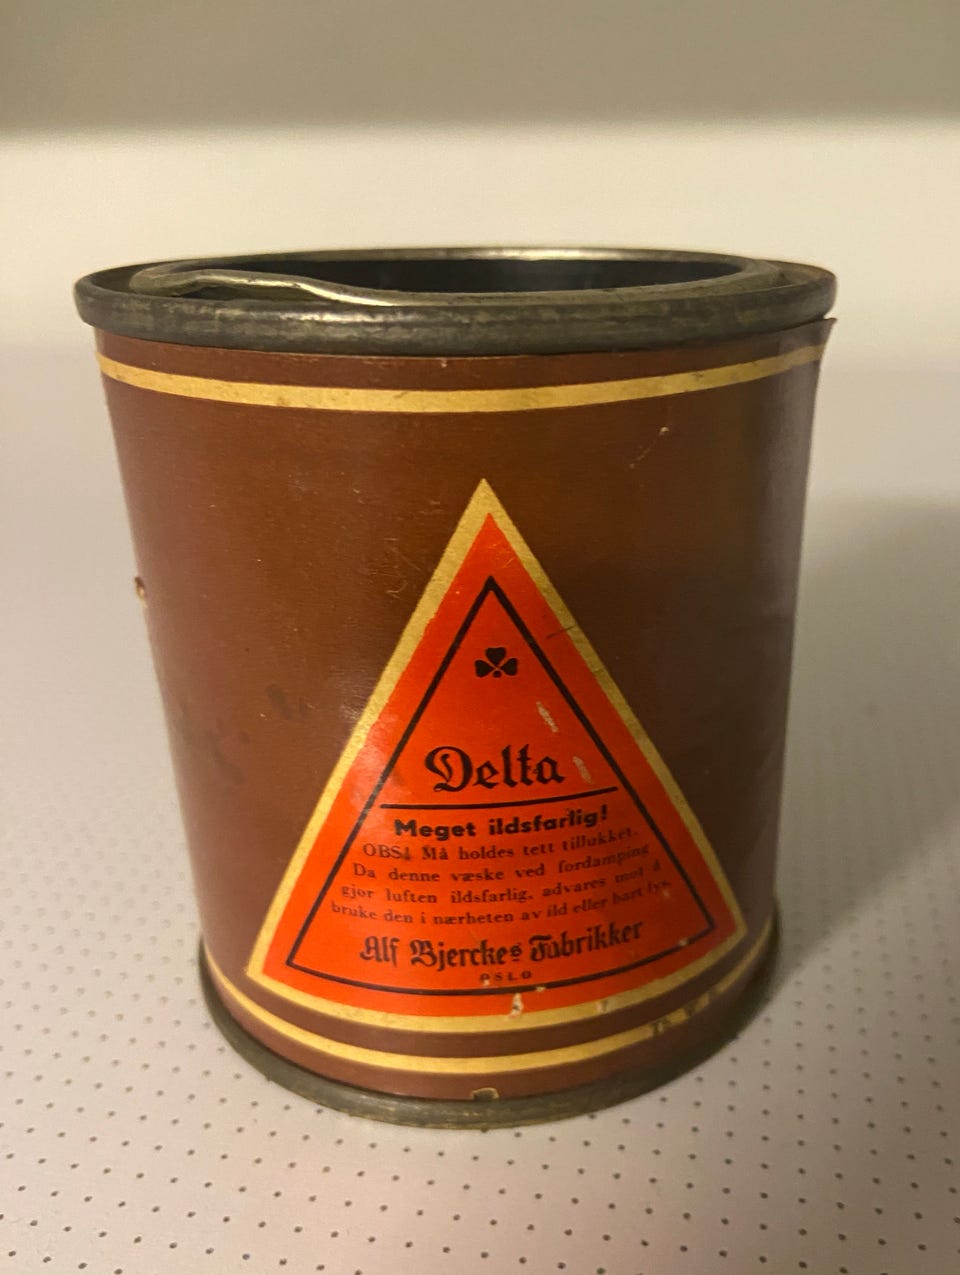 Delta
Meget ildsfarlig!
OBS! Må holdes tett tillukket.
Da denne væske ved fordamping
gjør luften ildsfarlig, advares mot å
bruke den i nærheten av ild eller bart lys.
Alf Bjerckes Fabrikker
OSLO